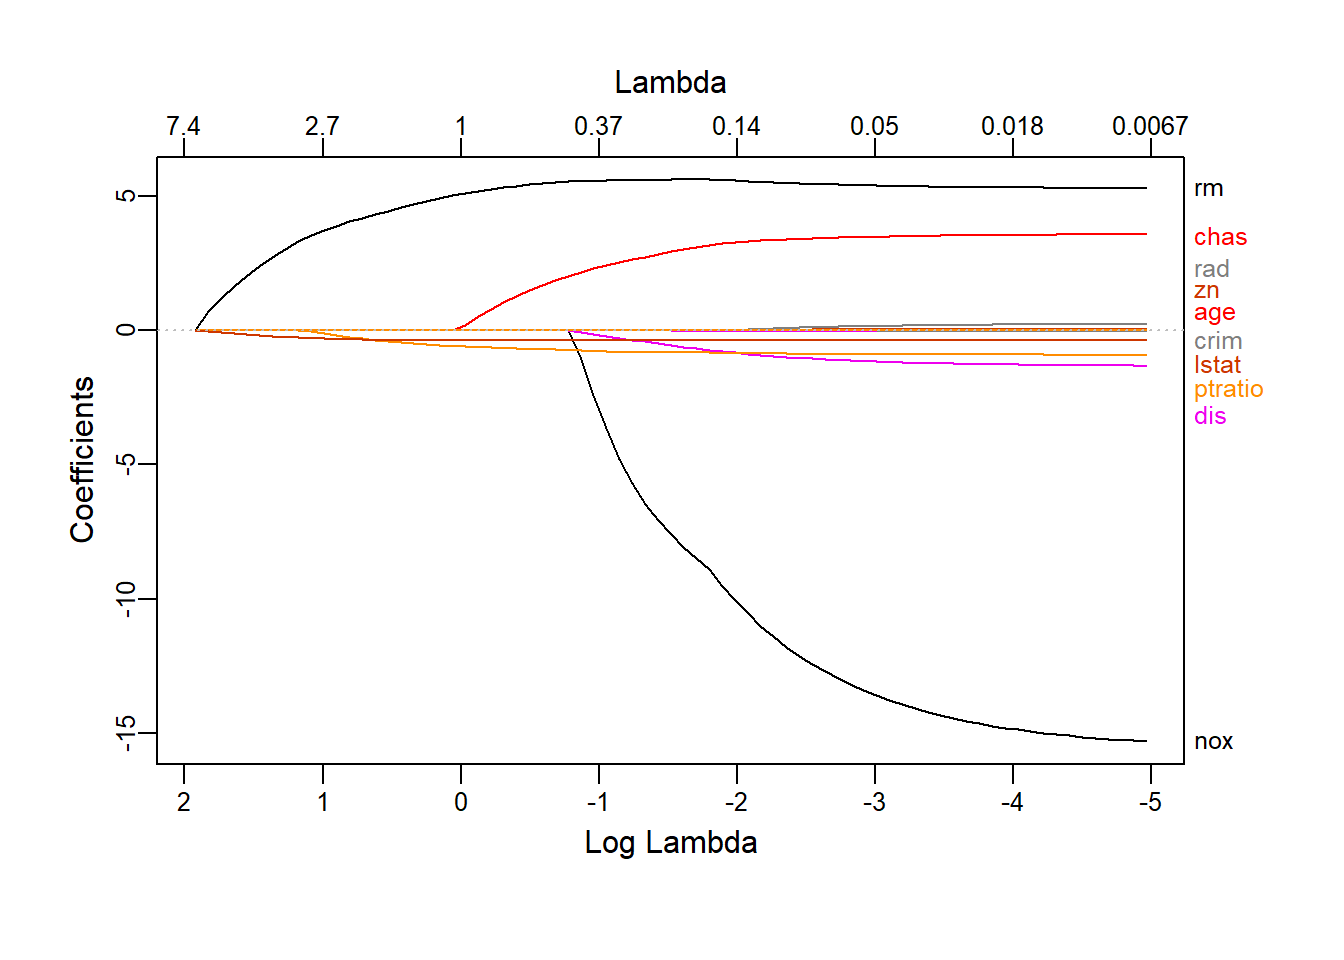 Lambda
7.4 2.7 1 0.37 0.14 0.05 0.018 0.0067
5
0
-5
-10
-15
Coefficients
rm
chas
rad
zn
age
crim
lstat
ptratio
dis
nox
2 1 0 -1 -2 -3 -4 -5
Log Lambda